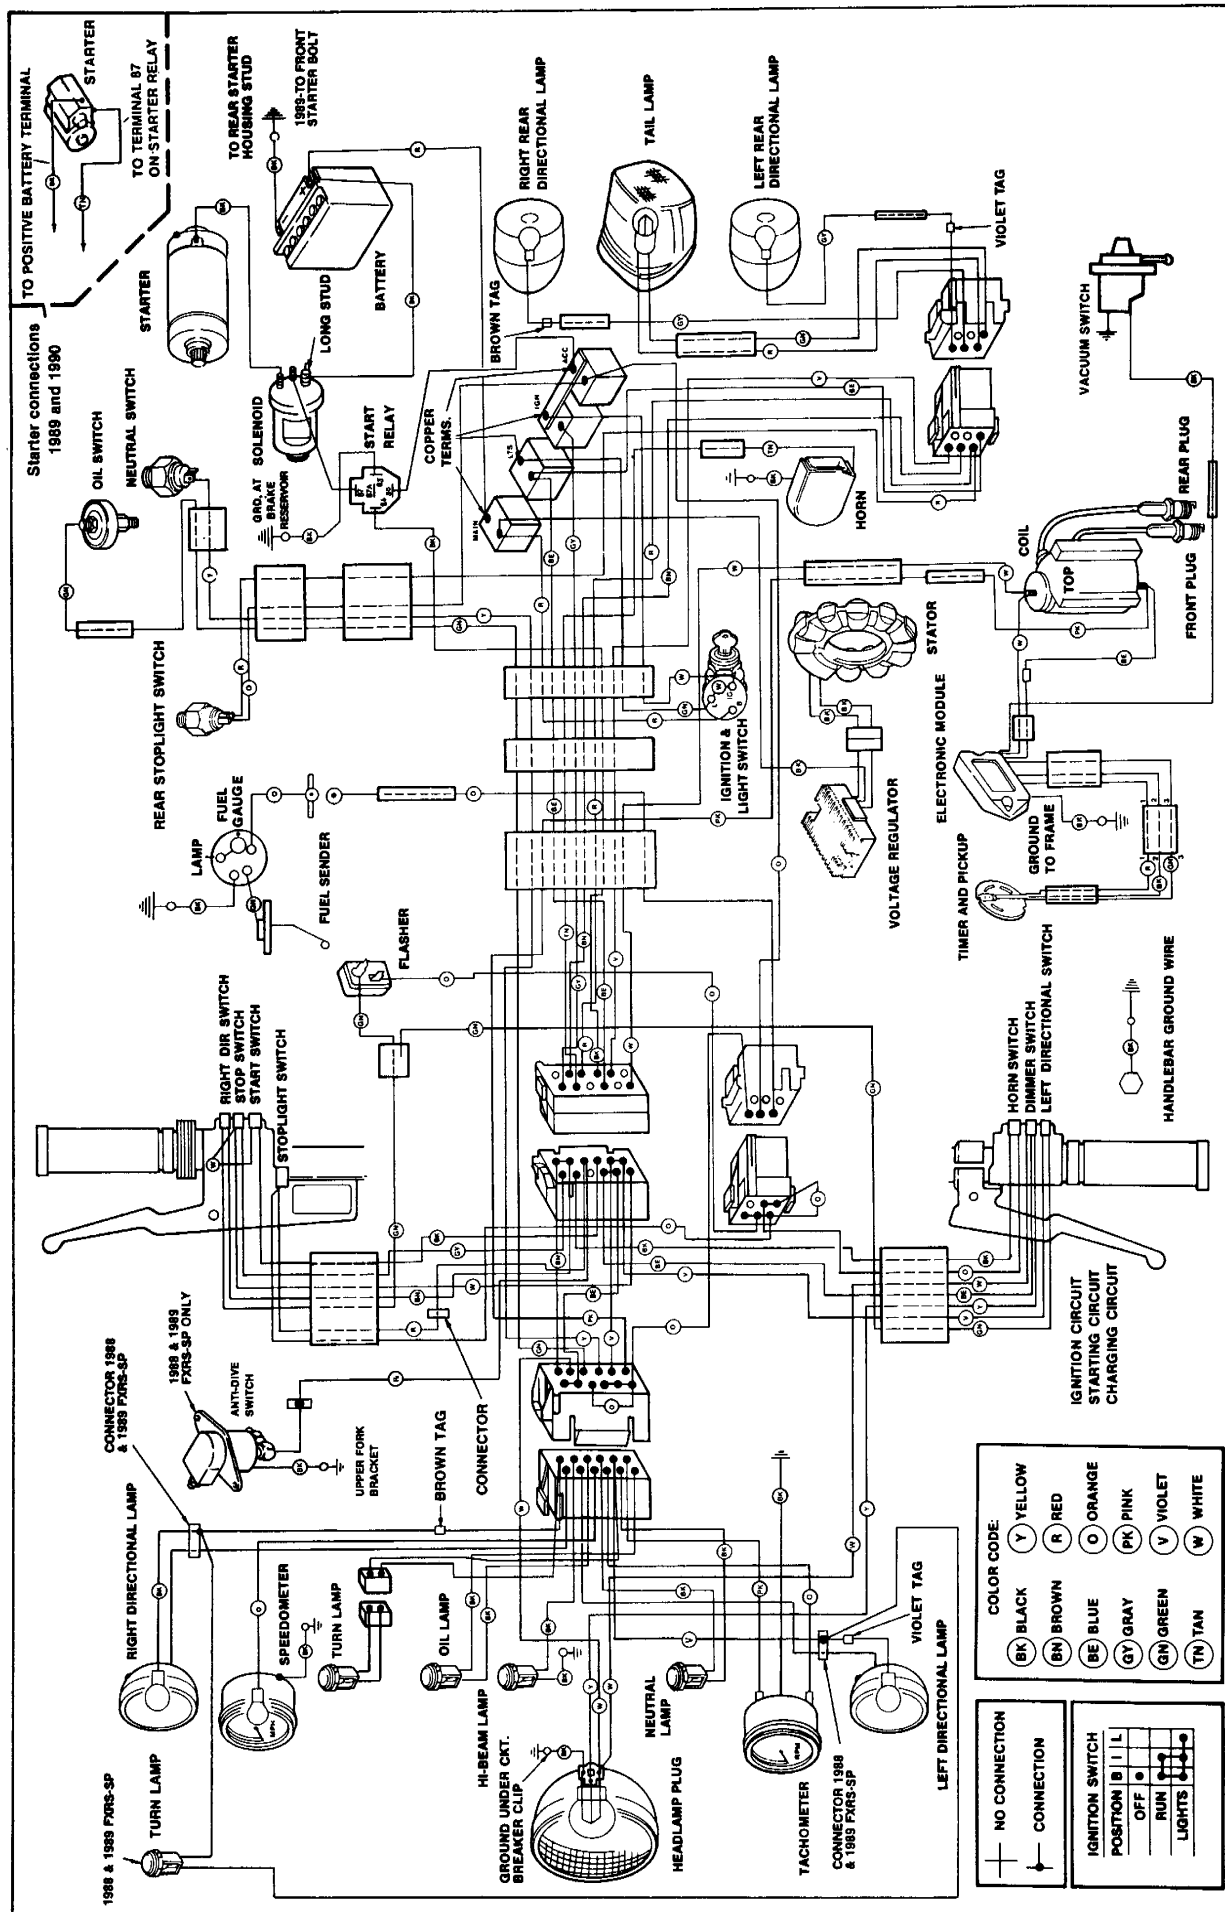 Starter connections
1989 and 1990
TO POSITIVE BATTERY TERMINAL
BK
TN
STARTER
TO TERMINAL 87
ON STARTER RELAY
OIL SWITCH
NEUTRAL SWITCH
STARTER
SOLENOID
LONG STUD
BATTERY
TO REAR STARTER
HOUSING STUD
1989-TO FRONT
STARTER BOLT
GRD. AT
BRAKE
RESERVOIR
START
RELAY
COPPER
TERMS.
MAIN
LTS
IGN
ACC
BROWN TAG
RIGHT REAR
DIRECTIONAL LAMP
TAIL LAMP
LEFT REAR
DIRECTIONAL LAMP
VIOLET TAG
REAR STOPLIGHT SWITCH
LAMP
FUEL
GAUGE
FUEL SENDER
FLASHER
IGNITION &
LIGHT SWITCH
HORN
STATOR
VOLTAGE REGULATOR
VACUUM SWITCH
COIL
TOP
REAR PLUG
FRONT PLUG
ELECTRONIC MODULE
GROUND
TO FRAME
TIMER AND PICKUP
RIGHT DIR SWITCH
STOP SWITCH
START SWITCH
STOPLIGHT SWITCH
HORN SWITCH
DIMMER SWITCH
LEFT DIRECTIONAL SWITCH
HANDLEBAR GROUND WIRE
IGNITION CIRCUIT
STARTING CIRCUIT
CHARGING CIRCUIT
CONNECTOR 1988
& 1989 FXRS-SP
1988 & 1989
FXRS-SP ONLY
ANTI-DIVE
SWITCH
UPPER FORK
BRACKET
BROWN TAG
CONNECTOR
1988 & 1989 FXRS-SP
TURN LAMP
RIGHT DIRECTIONAL LAMP
SPEEDOMETER
MPH
TURN LAMP
OIL LAMP
HI-BEAM LAMP
GROUND UNDER CKT.
BREAKER CLIP
HEADLAMP PLUG
NEUTRAL
LAMP
TACHOMETER
RPM
CONNECTOR 1988
& 1989 FXRS-SP
LEFT DIRECTIONAL LAMP
VIOLET TAG
NO CONNECTION
CONNECTION
IGNITION SWITCH
POSITION B I L
OFF
RUN
LIGHTS
COLOR CODE:
BK BLACK Y YELLOW
BN BROWN R RED
BE BLUE O ORANGE
GY GRAY PK PINK
GN GREEN V VIOLET
TN TAN W WHITE